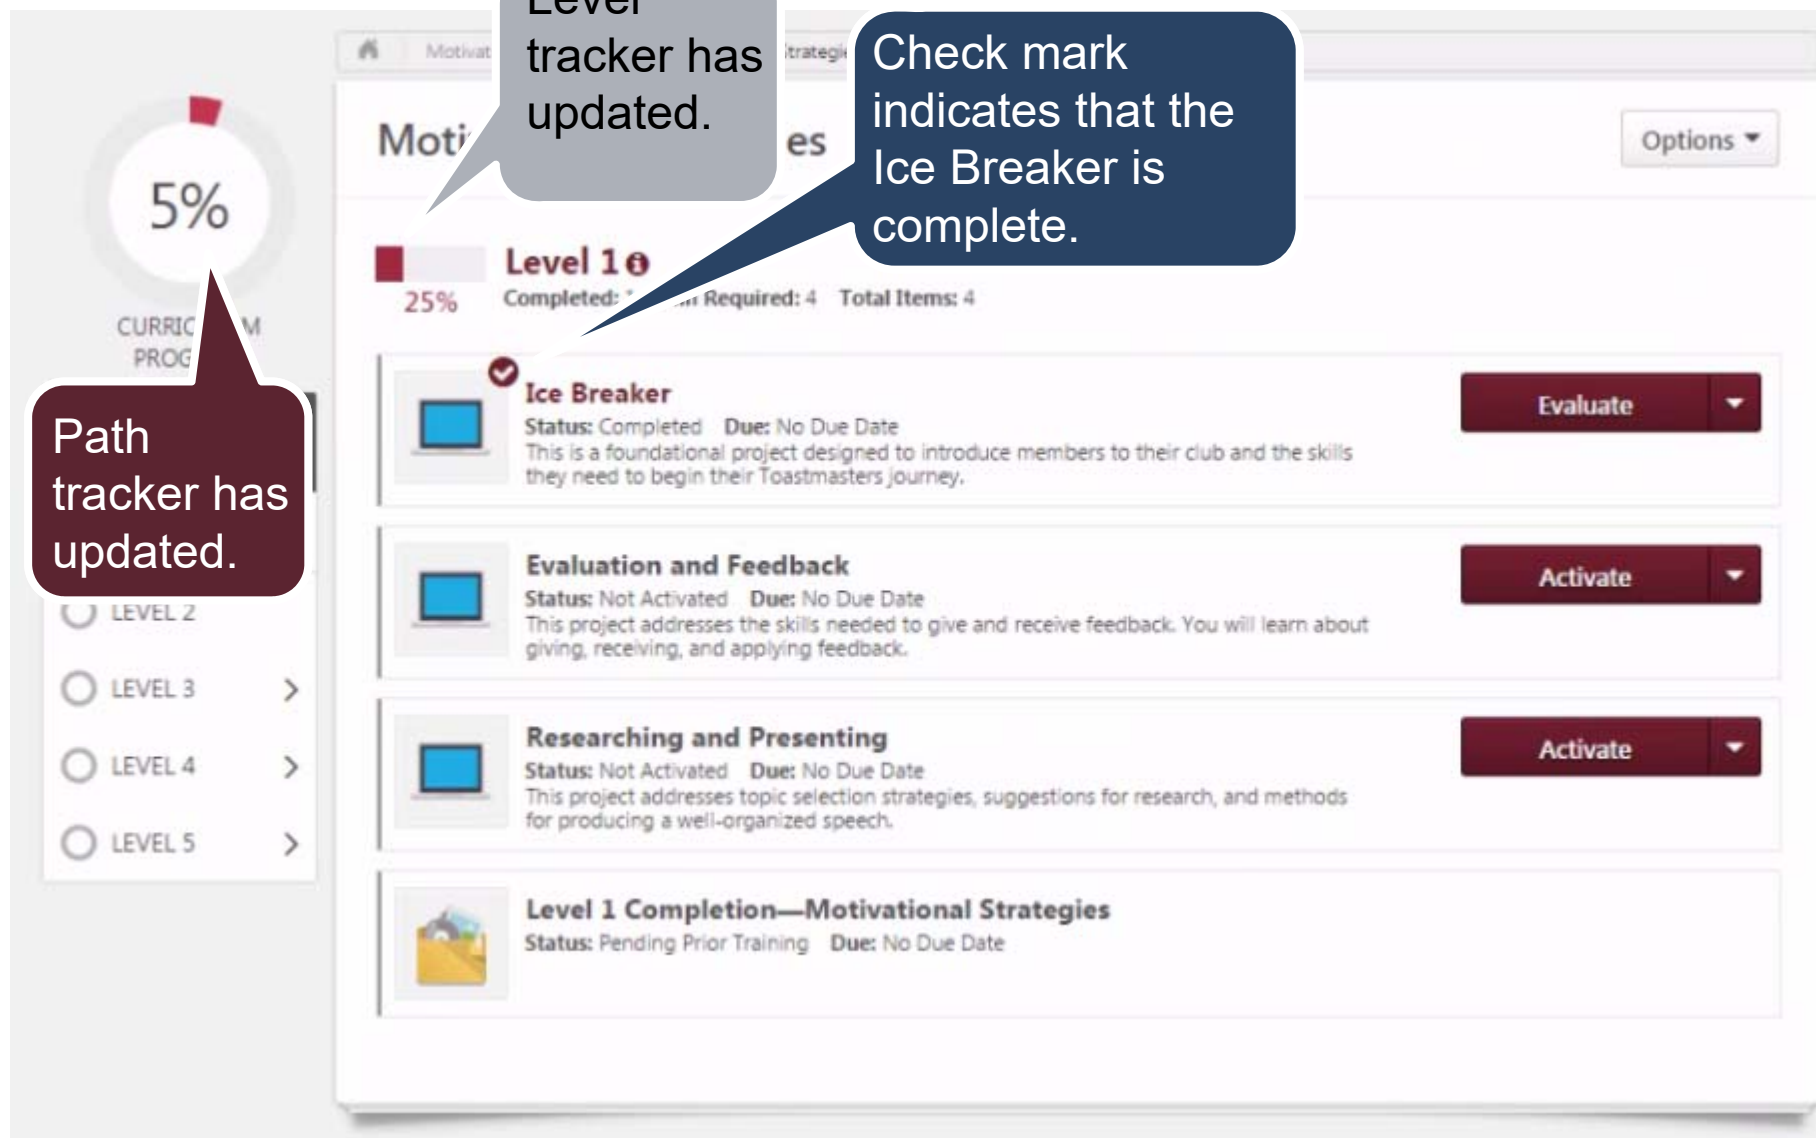 Level
tracker has
updated.
Check mark
indicates that the
Ice Breaker is
complete.
Options
5%
Level 1
25%
Completed: Required: 4 Total Items: 4
Path
tracker has
updated.
Ice Breaker
Status: Completed Due: No Due Date
This is a foundational project designed to introduce members to their club and the skills
they need to begin their Toastmasters journey.
Evaluate
Evaluation and Feedback
Status: Not Activated Due: No Due Date
This project addresses the skills needed to give and receive feedback. You will learn about
giving, receiving, and applying feedback.
Activate
LEVEL 2
LEVEL 3
LEVEL 4
LEVEL 5
Researching and Presenting
Status: Not Activated Due: No Due Date
This project addresses topic selection strategies, suggestions for research, and methods
for producing a well-organized speech.
Activate
Level 1 Completion—Motivational Strategies
Status: Pending Prior Training Due: No Due Date